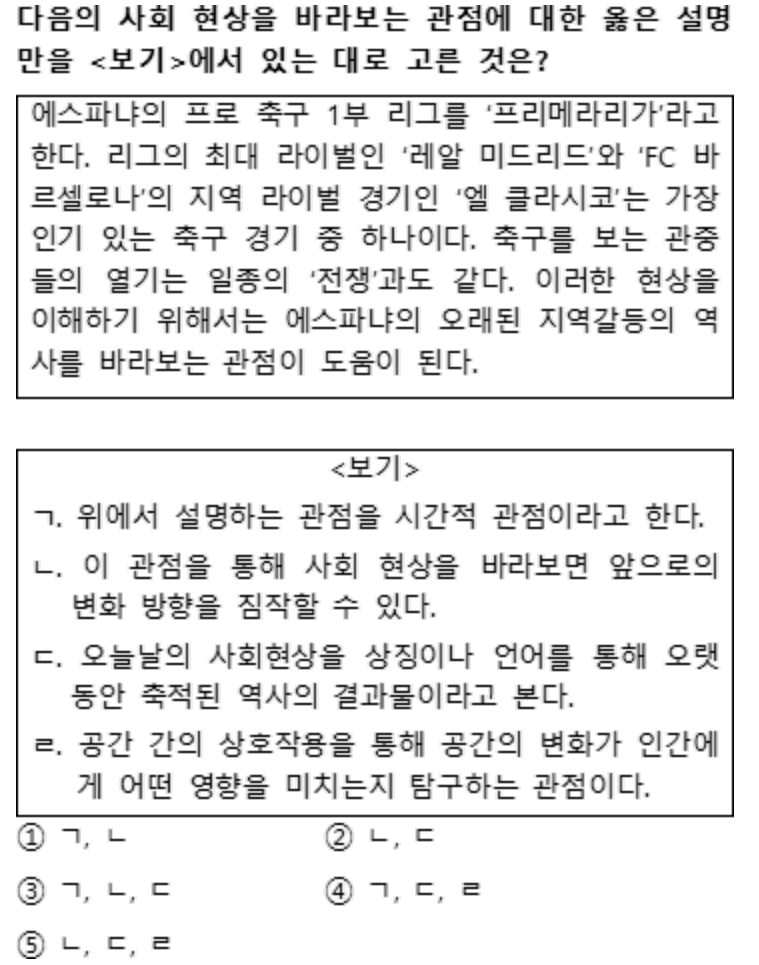 다음의 사회 현상을 바라보는 관점에 대한 옳은 설명
만을 <보기>에서 있는 대로 고른 것은?
에스파냐의 프로 축구 1부 리그를 ‘프리메라리가’라고
한다. 리그의 최대 라이벌인 ‘레알 미드리드’와 ‘FC 바
르셀로나’의 지역 라이벌 경기인 ‘엘 클라시코’는 가장
인기 있는 축구 경기 중 하나이다. 축구를 보는 관중
들의 열기는 일종의 ‘전쟁’과도 같다. 이러한 현상을
이해하기 위해서는 에스파냐의 오래된 지역갈등의 역
사를 바라보는 관점이 도움이 된다.
<보기>
ㄱ. 위에서 설명하는 관점을 시간적 관점이라고 한다.
ㄴ. 이 관점을 통해 사회 현상을 바라보면 앞으로의
변화 방향을 짐작할 수 있다.
ㄷ. 오늘날의 사회현상을 상징이나 언어를 통해 오랫
동안 축적된 역사의 결과물이라고 본다.
ㄹ. 공간 간의 상호작용을 통해 공간의 변화가 인간에
게 어떤 영향을 미치는지 탐구하는 관점이다.
① ㄱ, ㄴ ② ㄴ, ㄷ
③ ㄱ, ㄴ, ㄷ ④ ㄱ, ㄷ, ㄹ
⑤ ㄴ, ㄷ, ㄹ